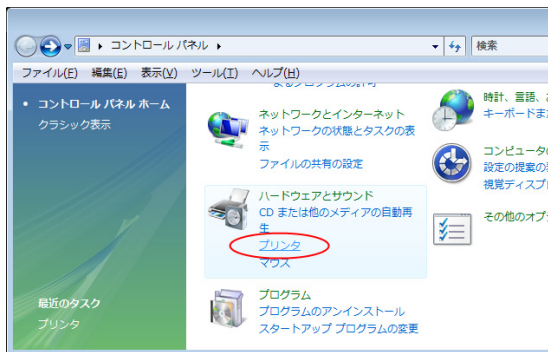 コントロール パネル
検索
ファイル(F) 編集(E) 表示(V) ツール(T) ヘルプ(H)
コントロール パネル ホーム
クラシック表示
ネットワークとインターネット
ネットワークの状態とタスクの表
示
ファイルの共有の設定
ハードウェアとサウンド
CD または他のメディアの自動再
生
プリンタ
マウス
プログラム
プログラムのアンインストール
スタートアップ プログラムの変更
時計、言語、
キーボードま
コンピュータの
設定の提案の
視覚ディスプ
その他のオプ
最近のタスク
プリンタ